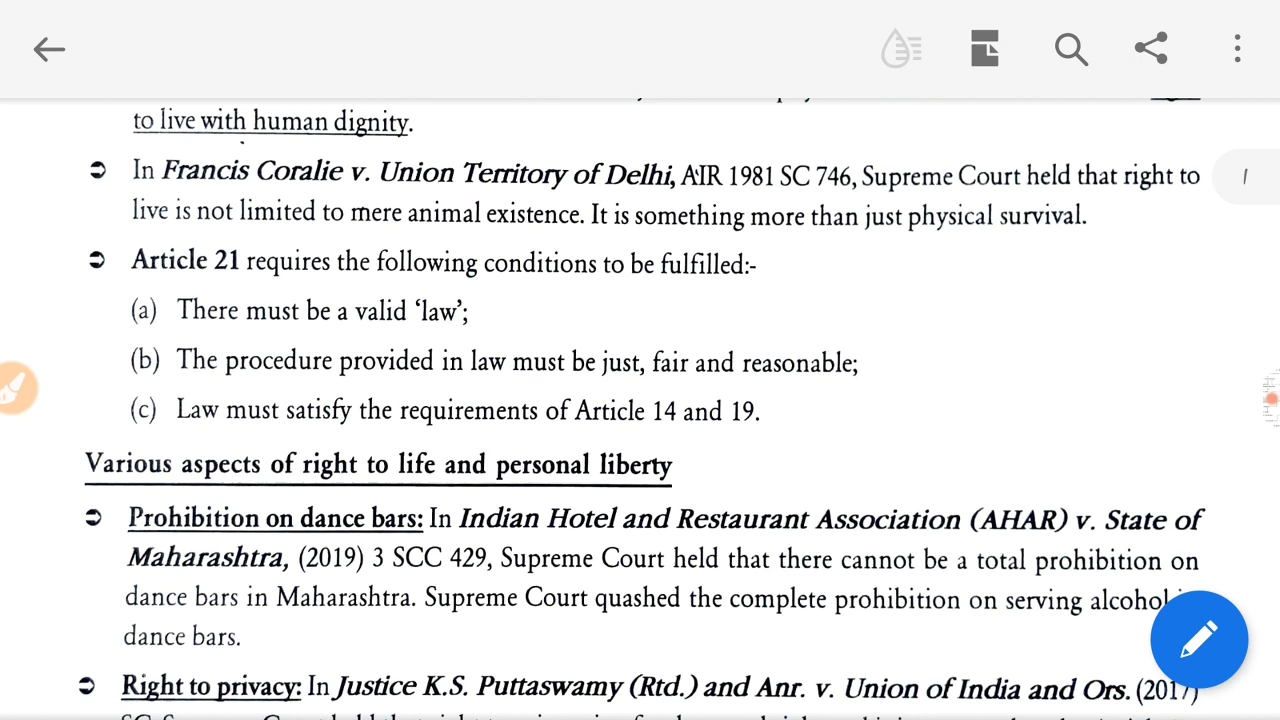 to live with human dignity.
➲ In Francis Coralie v. Union Territory of Delhi, AIR 1981 SC 746, Supreme Court held that right to
live is not limited to mere animal existence. It is something more than just physical survival.
➲ Article 21 requires the following conditions to be fulfilled:-
(a) There must be a valid ‘law’;
(b) The procedure provided in law must be just, fair and reasonable;
(c) Law must satisfy the requirements of Article 14 and 19.
Various aspects of right to life and personal liberty
➲ Prohibition on dance bars: In Indian Hotel and Restaurant Association (AHAR) v. State of
Maharashtra, (2019) 3 SCC 429, Supreme Court held that there cannot be a total prohibition on
dance bars in Maharashtra. Supreme Court quashed the complete prohibition on serving alcohol
dance bars.
➲ Right to privacy: In Justice K.S. Puttaswamy (Rtd.) and Anr. v. Union of India and Ors. (2017)